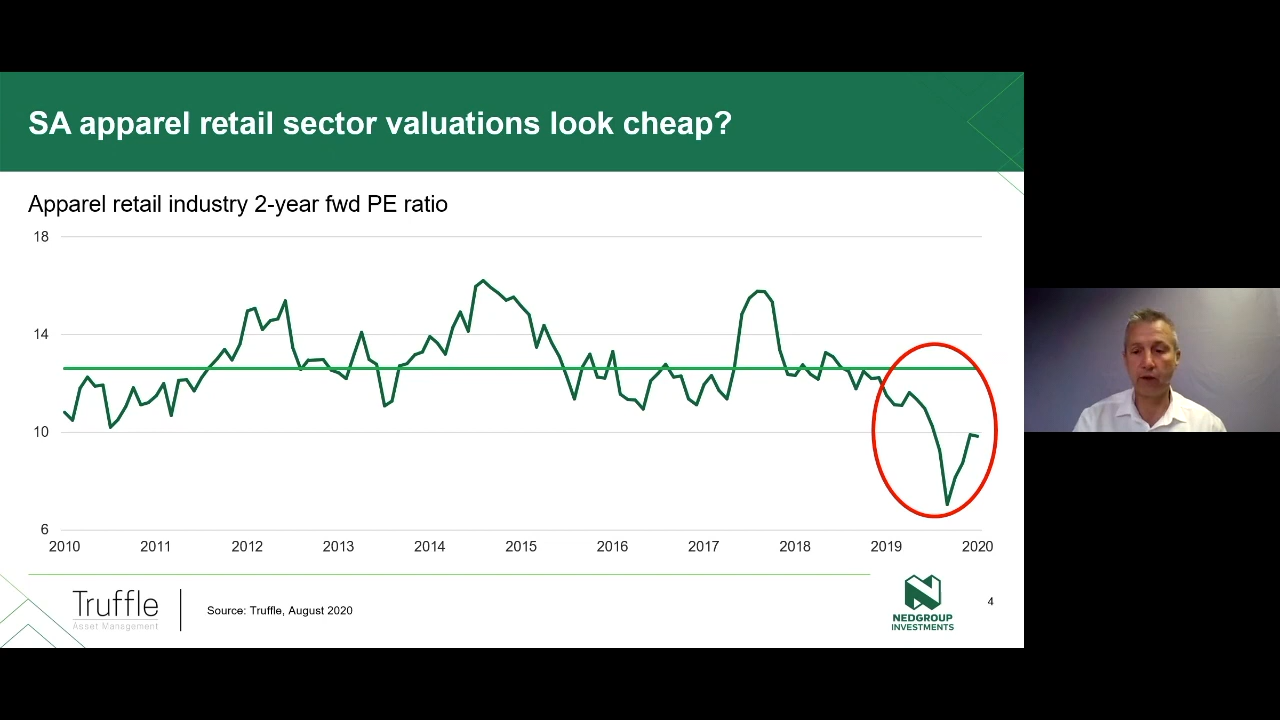 SA apparel retail sector valuations look cheap?
Apparel retail industry 2-year fwd PE ratio
18
14
10
6
2010 2011 2012 2013 2014 2015 2016 2017 2018 2019 2020
Truffle
Asset Management
Source: Truffle, August 2020
NEDGROUP
INVESTMENTS
4